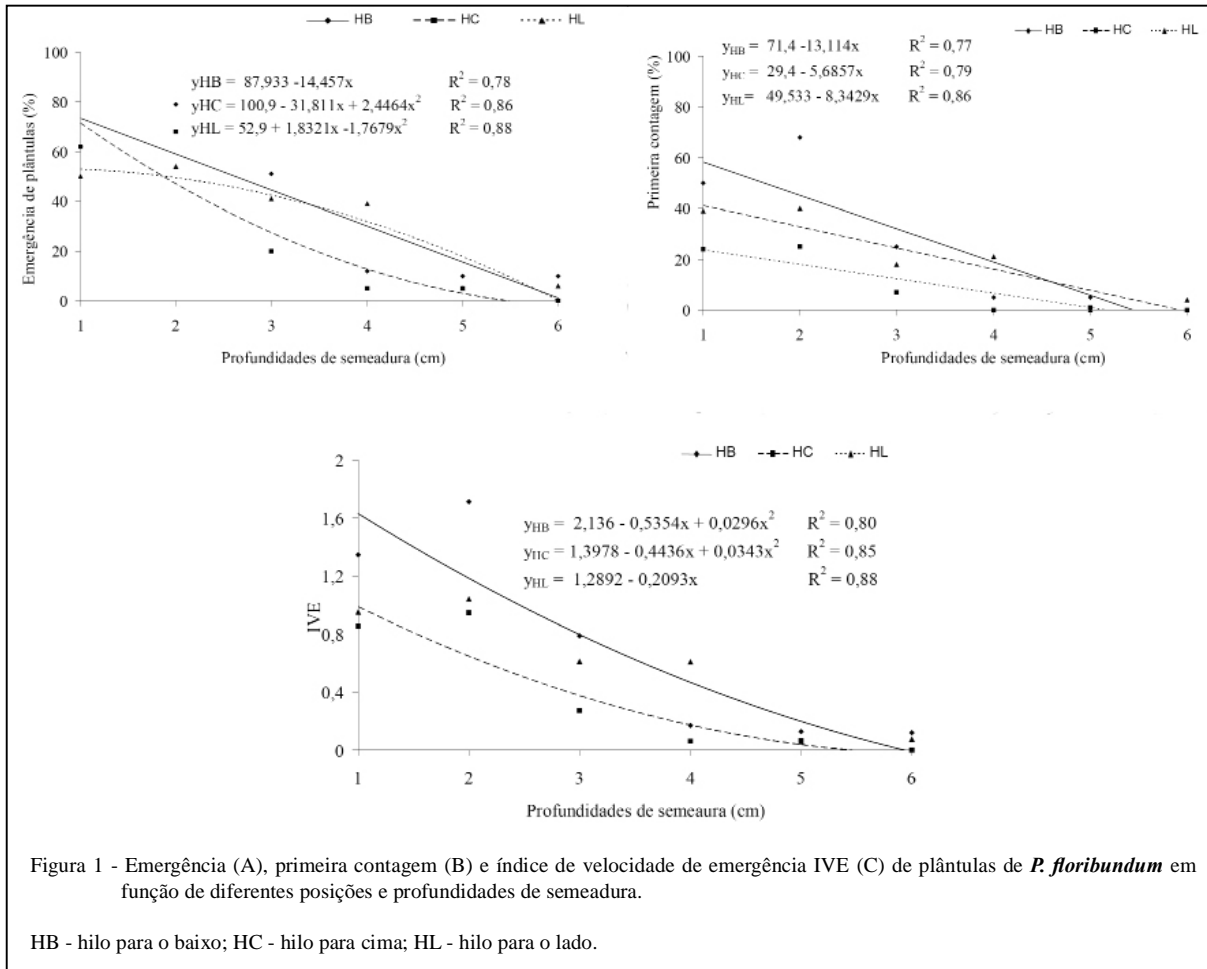 HB HC HL
100
80
60
40
20
0
Emergência de plântulas (%)
yHB = 87,933 -14,457x R² = 0,78
yHC = 100,9 - 31,811x + 2,4464x² R² = 0,86
yHL = 52,9 + 1,8321x -1,7679x² R² = 0,88
1 2 3 4 5 6
Profundidades de semeadura (cm)
HB HC HL
100
80
60
40
20
0
Primeira contagem (%)
yHB = 71,4 -13,114x R² = 0,77
yHC = 29,4 - 5,6857x R² = 0,79
yHL= 49,533 - 8,3429x R² = 0,86
1 2 3 4 5 6
Profundidades de semeadura (cm)
HB HC HL
2
1,6
1,2
0,8
0,4
0
IVE
yHB = 2,136 - 0,5354x + 0,0296x² R² = 0,80
yHC = 1,3978 - 0,4436x + 0,0343x² R² = 0,85
yHL = 1,2892 - 0,2093x R² = 0,88
1 2 3 4 5 6
Profundidades de semeaura (cm)
Figura 1 - Emergência (A), primeira contagem (B) e índice de velocidade de emergência IVE (C) de plântulas de P. floribundum em
função de diferentes posições e profundidades de semeadura.
HB - hilo para o baixo; HC - hilo para cima; HL - hilo para o lado.